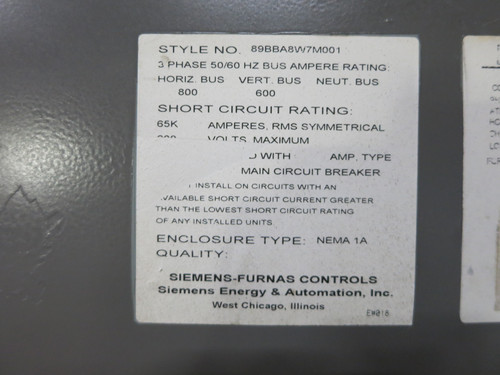 STYLE NO. 89BBA8W7M001
3 PHASE 50/60 HZ BUS AMPERE RATING:
HORIZ. BUS VERT. BUS NEUT. BUS
800 600
SHORT CIRCUIT RATING:
65K AMPERES, RMS SYMMETRICAL
VOLTS, MAXIMUM
WITH AMP. TYPE
MAIN CIRCUIT BREAKER
INSTALL ON CIRCUITS WITH AN
AVAILABLE SHORT CIRCUIT CURRENT GREATER
THAN THE LOWEST SHORT CIRCUIT RATING
OF ANY INSTALLED UNITS
ENCLOSURE TYPE: NEMA 1A
QUALITY:
SIEMENS-FURNAS CONTROLS
Siemens Energy & Automation, Inc.
West Chicago, Illinois